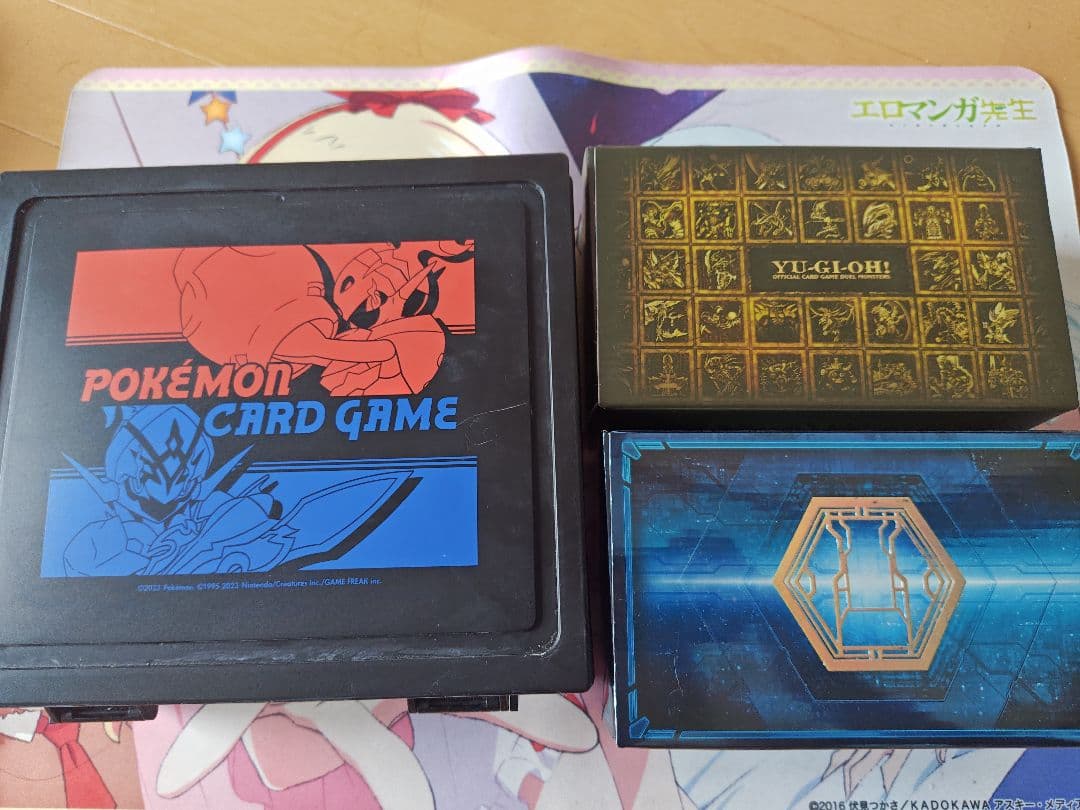 エロマンガ先生
POKÉMON
CARD GAME
©2023 Pokémon. ©1995-2023 Nintendo/Creatures Inc./GAME FREAK inc.
YU-GI-OH!
OFFICIAL CARD GAME DUEL MONSTERS
©2016 伏見つかさ/KADOKAWA アスキー・メディ